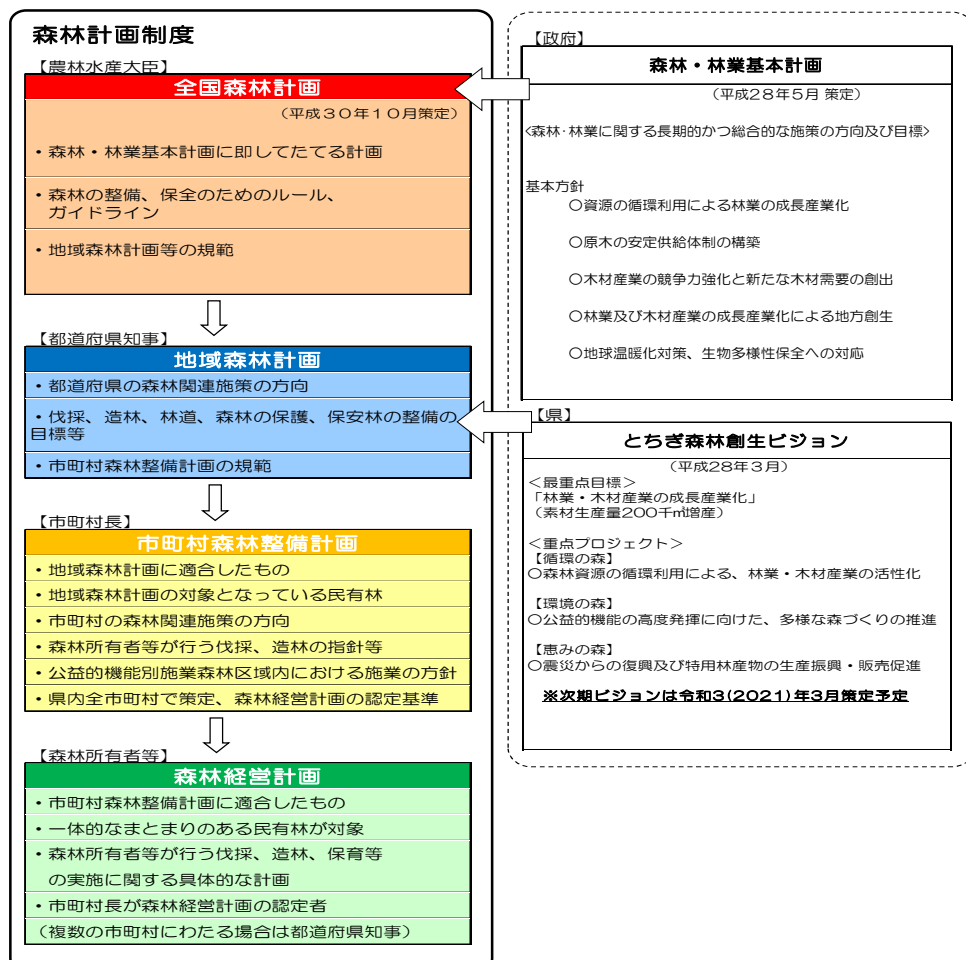 森林計画制度
【農林水産大臣】
全国森林計画
(平成30年10月策定)
・森林・林業基本計画に即してたてる計画
・森林の整備、保全のためのルール、
ガイドライン
・地域森林計画等の規範
【都道府県知事】
地域森林計画
・都道府県の森林関連施策の方向
・伐採、造林、林道、森林の保護、保安林の整備の
目標等
・市町村森林整備計画の規範
【市町村長】
市町村森林整備計画
・地域森林計画に適合したもの
・地域森林計画の対象となっている民有林
・市町村の森林関連施策の方向
・森林所有者等が行う伐採、造林の指針等
・公益的機能別施業森林区域内における施業の方針
・県内全市町村で策定、森林経営計画の認定基準
【森林所有者等】
森林経営計画
・市町村森林整備計画に適合したもの
・一体的なまとまりのある民有林が対象
・森林所有者等が行う伐採、造林、保育等
の実施に関する具体的な計画
・市町村長が森林経営計画の認定者
(複数の市町村にわたる場合は都道府県知事)
【政府】
森林・林業基本計画
(平成28年5月 策定)
<森林・林業に関する長期的かつ総合的な施策の方向及び目標>
基本方針
○資源の循環利用による林業の成長産業化
○原木の安定供給体制の構築
○木材産業の競争力強化と新たな木材需要の創出
○林業及び木材産業の成長産業化による地方創生
○地球温暖化対策、生物多様性保全への対応
【県】
とちぎ森林創生ビジョン
(平成28年3月)
<最重点目標>
「林業・木材産業の成長産業化」
(素材生産量200千㎥増産)
<重点プロジェクト>
【循環の森】
○森林資源の循環利用による、林業・木材産業の活性化
【環境の森】
○公益的機能の高度発揮に向けた、多様な森づくりの推進
【恵みの森】
○震災からの復興及び特用林産物の生産振興・販売促進
※次期ビジョンは令和3(2021)年3月策定予定